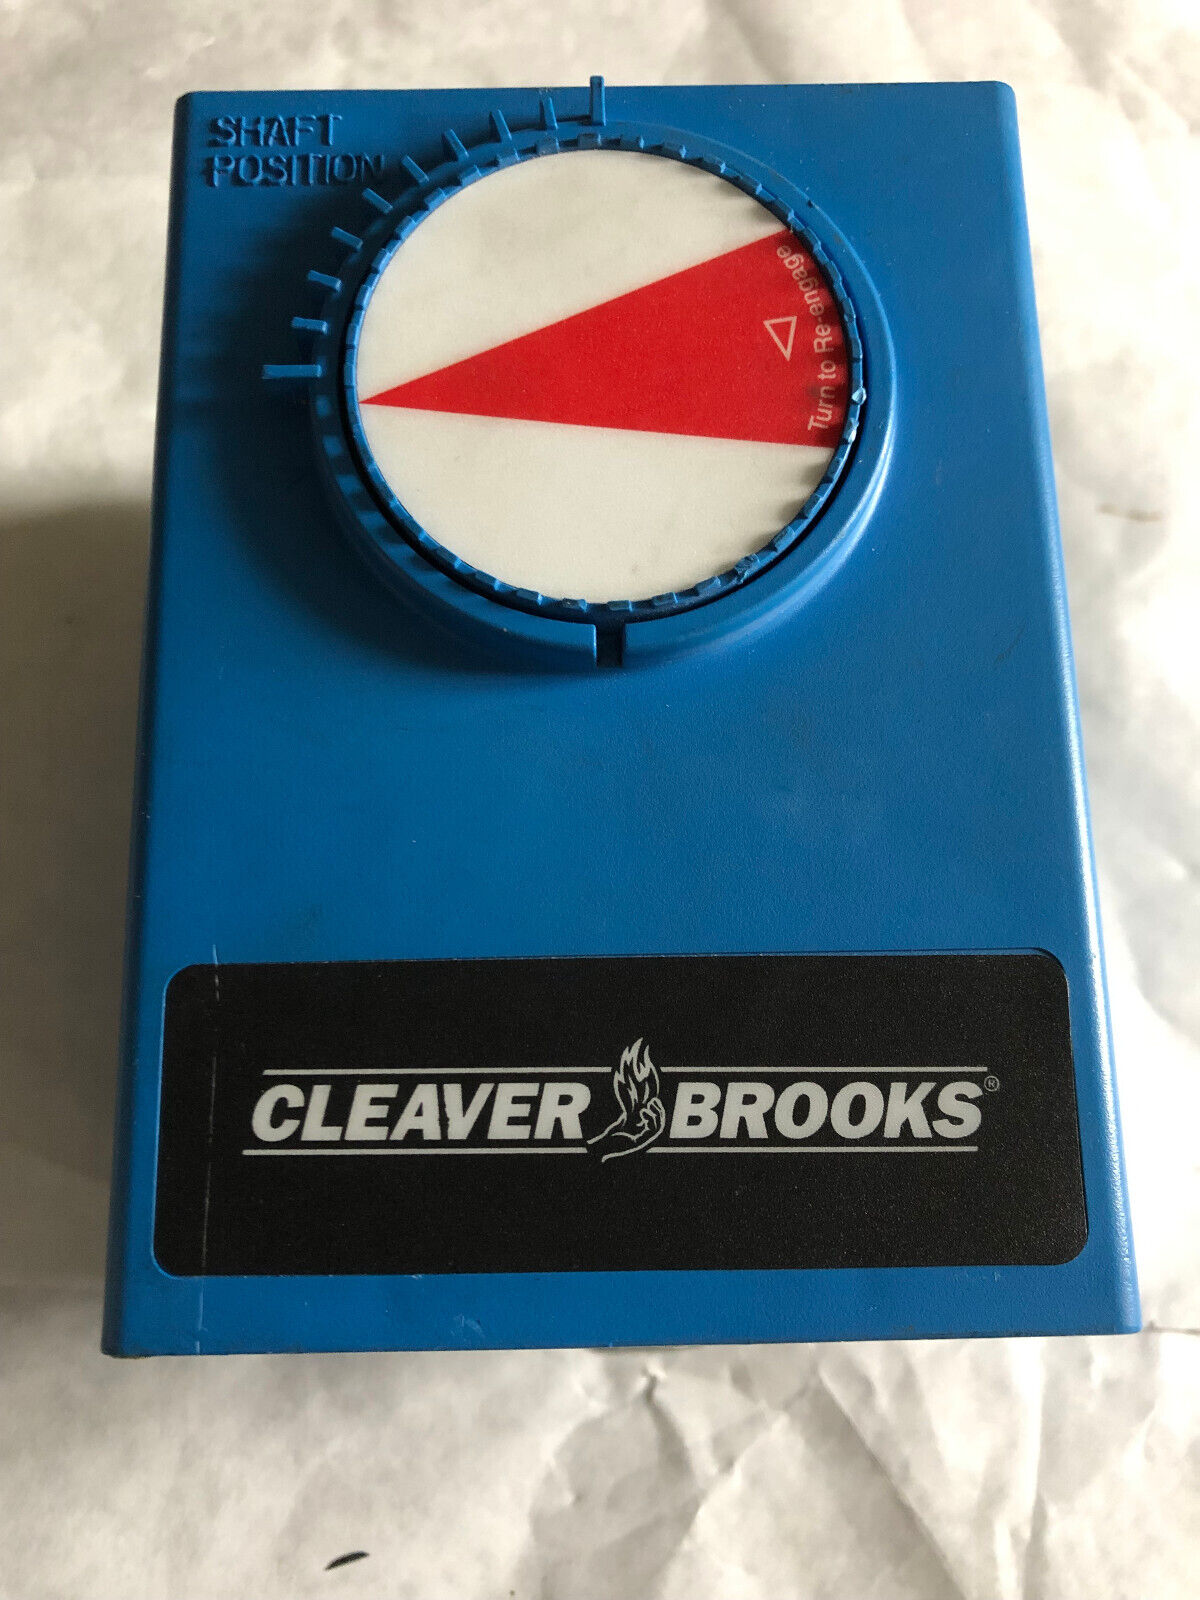 SHAFT
POSITION
Turn to Re-engage
CLEAVER BROOKS®